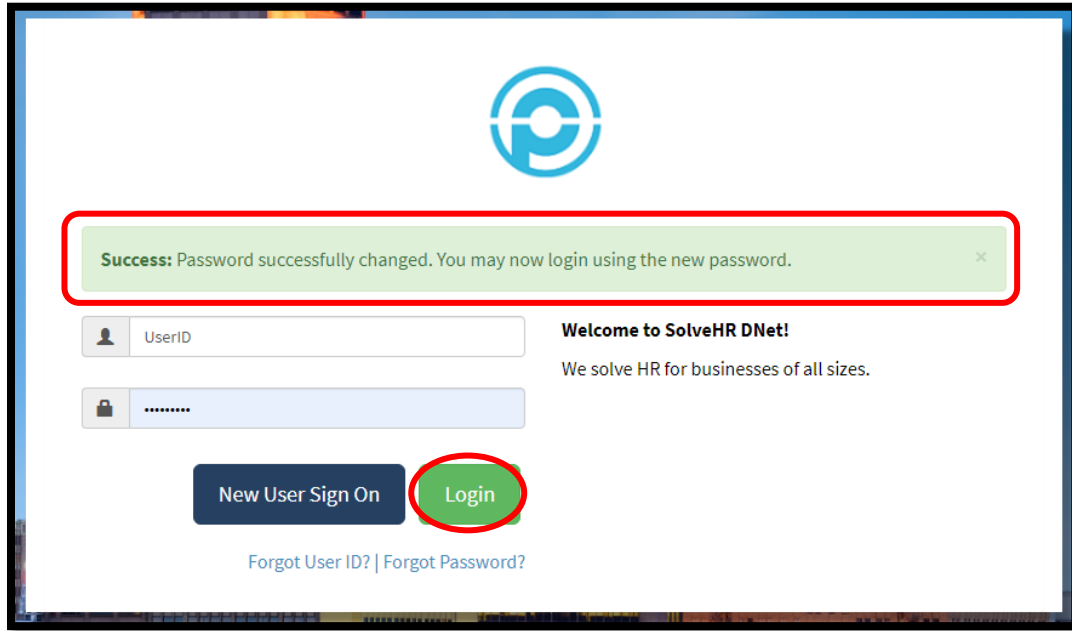 Success: Password successfully changed. You may now login using the new password. ×
UserID
Welcome to SolveHR DNet!
We solve HR for businesses of all sizes.
•••••••••
New User Sign On
Login
Forgot User ID? | Forgot Password?